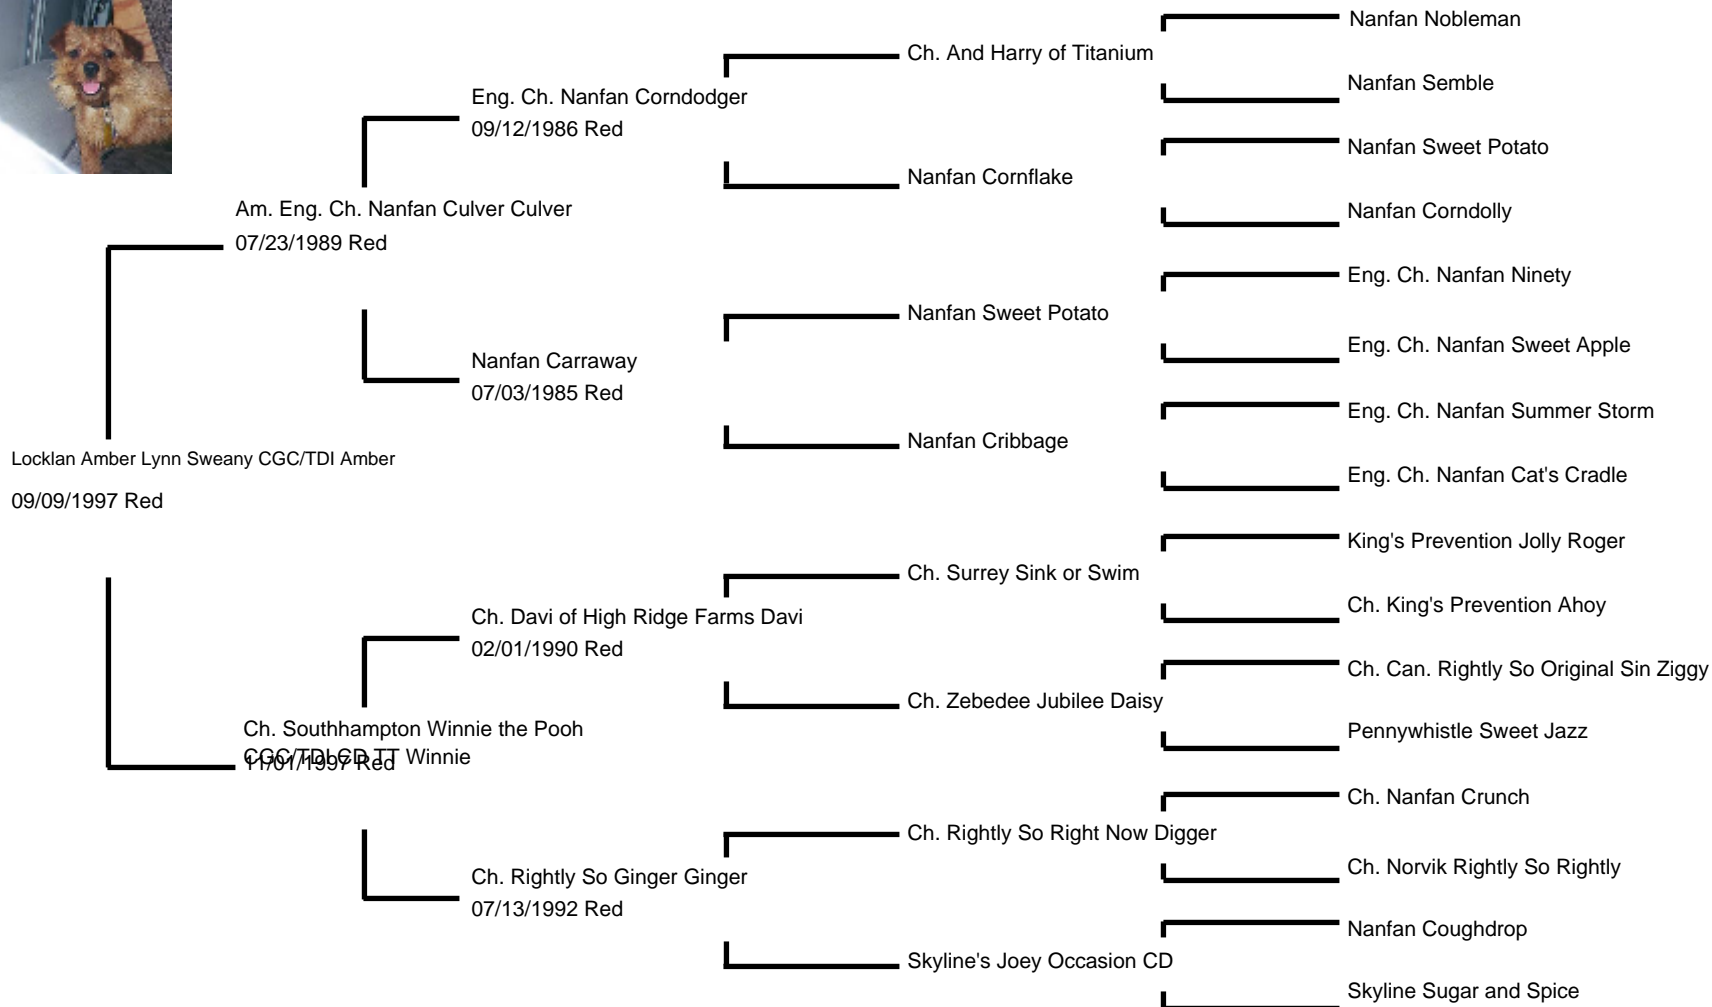 Nanfan Nobleman
Ch. And Harry of Titanium
Nanfan Semble
Eng. Ch. Nanfan Corndodger
09/12/1986 Red
Nanfan Sweet Potato
Nanfan Cornflake
Nanfan Corndolly
Am. Eng. Ch. Nanfan Culver Culver
07/23/1989 Red
Eng. Ch. Nanfan Ninety
Nanfan Sweet Potato
Eng. Ch. Nanfan Sweet Apple
Nanfan Carraway
07/03/1985 Red
Eng. Ch. Nanfan Summer Storm
Nanfan Cribbage
Eng. Ch. Nanfan Cat's Cradle
Locklan Amber Lynn Sweany CGC/TDI Amber
09/09/1997 Red
King's Prevention Jolly Roger
Ch. Surrey Sink or Swim
Ch. King's Prevention Ahoy
Ch. Davi of High Ridge Farms Davi
02/01/1990 Red
Ch. Can. Rightly So Original Sin Ziggy
Ch. Zebedee Jubilee Daisy
Pennywhistle Sweet Jazz
Ch. Southhampton Winnie the Pooh
CGC/TDI CD TT Winnie
11/01/1997 Red
Ch. Nanfan Crunch
Ch. Rightly So Right Now Digger
Ch. Norvik Rightly So Rightly
Ch. Rightly So Ginger Ginger
07/13/1992 Red
Nanfan Coughdrop
Skyline's Joey Occasion CD
Skyline Sugar and Spice